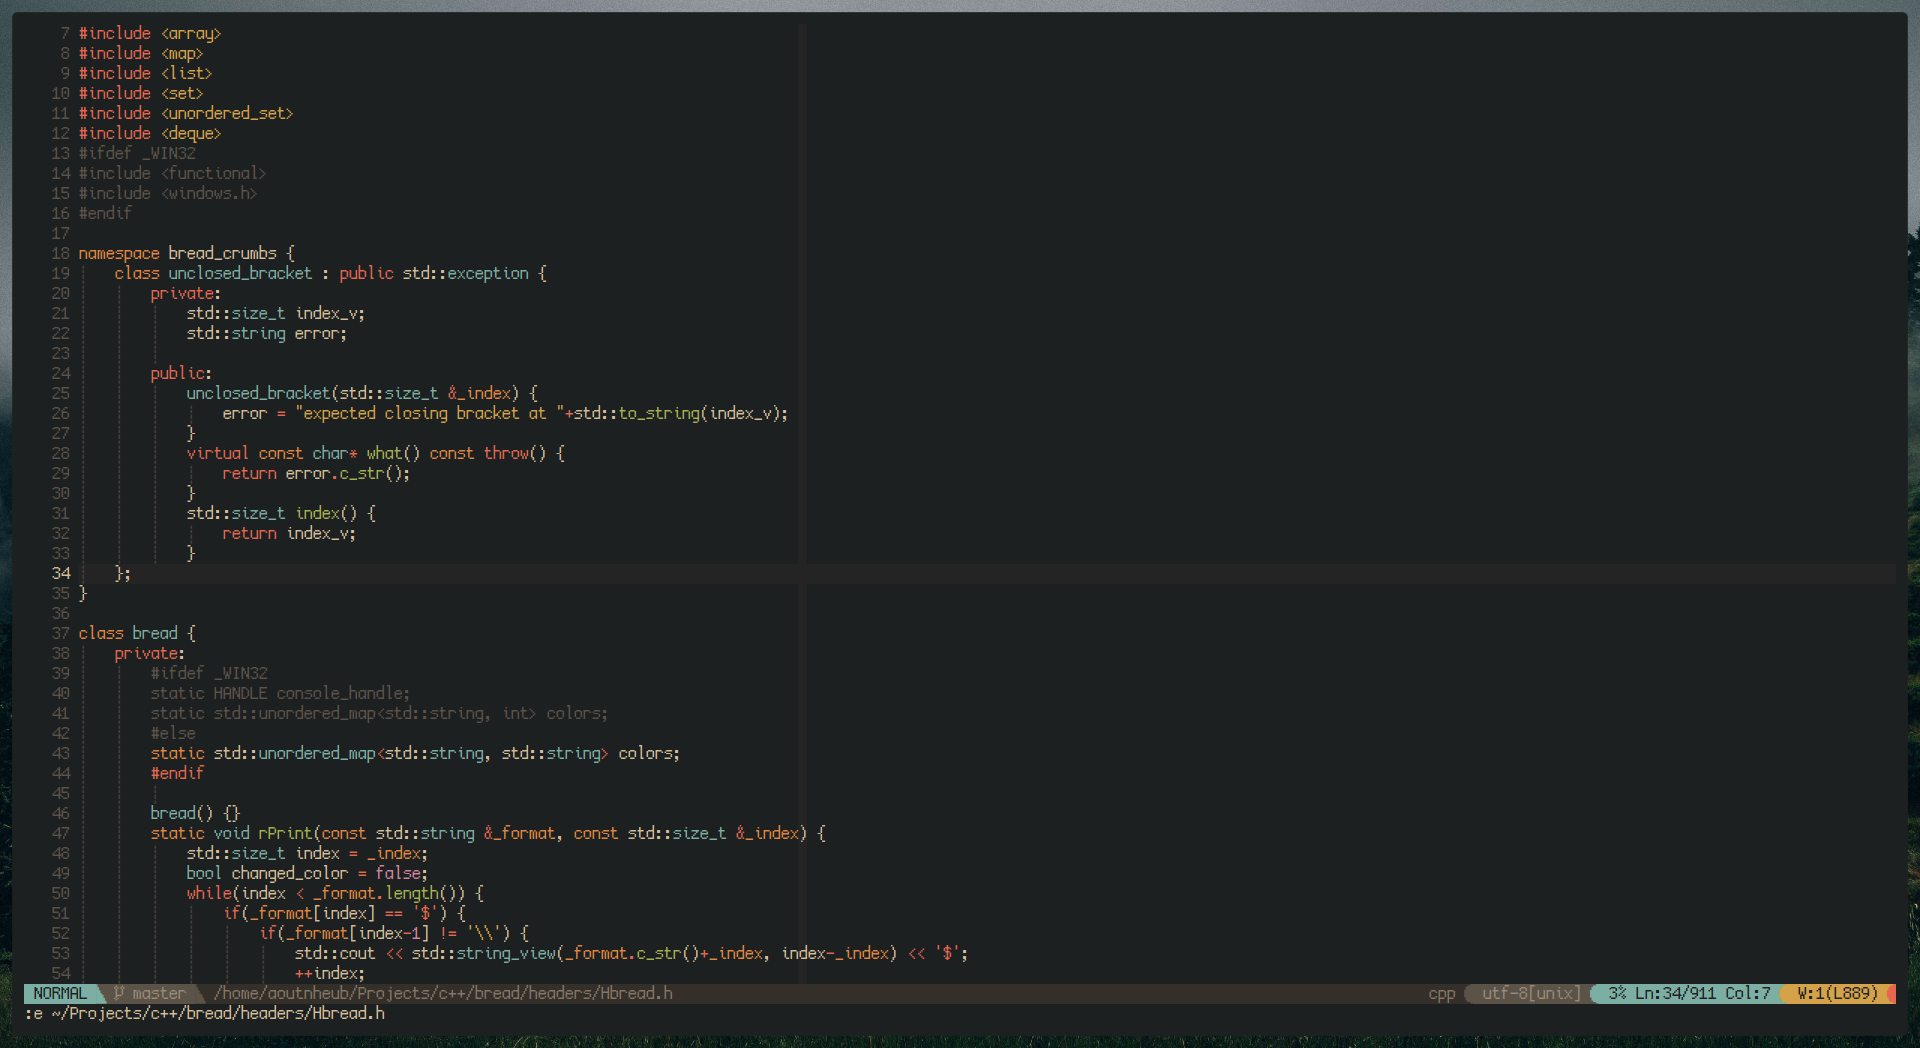 7 #include <array>
8 #include <map>
9 #include <list>
10 #include <set>
11 #include <unordered_set>
12 #include <deque>
13 #ifdef _WIN32
14 #include <functional>
15 #include <windows.h>
16 #endif
17
18 namespace bread_crumbs {
19     class unclosed_bracket : public std::exception {
20         private:
21             std::size_t index_v;
22             std::string error;
23
24         public:
25             unclosed_bracket(std::size_t &_index) {
26                 error = "expected closing bracket at "+std::to_string(index_v);
27             }
28             virtual const char* what() const throw() {
29                 return error.c_str();
30             }
31             std::size_t index() {
32                 return index_v;
33             }
34     };
35 }
36
37 class bread {
38     private:
39         #ifdef _WIN32
40         static HANDLE console_handle;
41         static std::unordered_map<std::string, int> colors;
42         #else
43         static std::unordered_map<std::string, std::string> colors;
44         #endif
45
46         bread() {}
47         static void rPrint(const std::string &_format, const std::size_t &_index) {
48             std::size_t index = _index;
49             bool changed_color = false;
50             while(index < _format.length()) {
51                 if(_format[index] == '$') {
52                     if(_format[index-1] != '\\') {
53                         std::cout << std::string_view(_format.c_str()+_index, index-_index) << '$';
54                         ++index;
NORMAL master /home/aoutnheub/Projects/c++/bread/headers/Hbread.h cpp utf-8[unix] 3% Ln:34/911 Col:7 W:1(L889)
:e ~/Projects/c++/bread/headers/Hbread.h